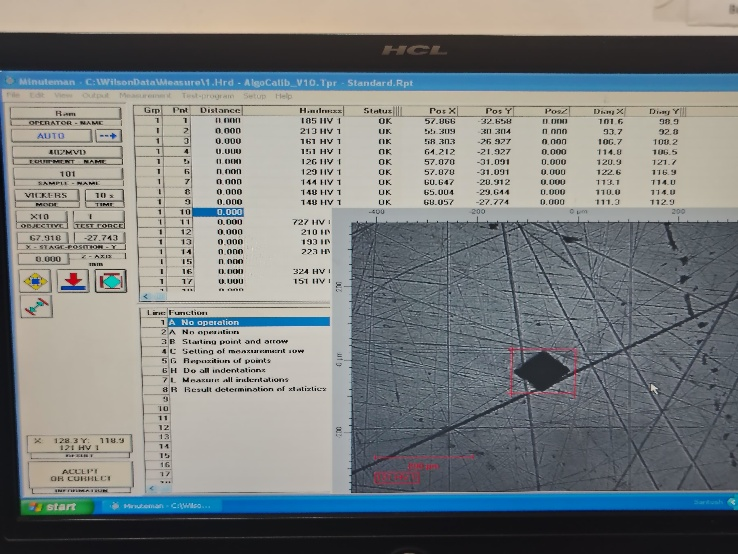 HCL
Minuteman - C:\WilsonData\Measure\1.Hrd - AlgoCalib_V10.Tpr - Standard.Rpt
File Edit View Output Measurement Test-program Setup Help
Ram
OPERATOR - NAME
AUTO
402MVD
EQUIPMENT - NAME
101
SAMPLE - NAME
VICKERS 10 s
MODE TIME
X10 1
OBJECTIVE TEST FORCE
67.918 -27.743
X - STAGE-POSITION - Y
0.000 Z - AXIS
mm
Grp Pnt Distance Hardness Status Pos X Pos Y PosZ Diag X Diag Y
1 1 0.000 185 HV 1 OK 57.866 -32.658 0.000 101.6 98.9
1 2 0.000 213 HV 1 OK 55.309 -30.304 0.000 93.7 92.8
1 3 0.000 161 HV 1 OK 58.303 -26.927 0.000 106.7 108.2
1 4 0.000 151 HV 1 OK 64.212 -21.927 0.000 114.8 106.5
1 5 0.000 126 HV 1 OK 57.878 -31.091 0.000 120.9 121.7
1 6 0.000 129 HV 1 OK 57.878 -31.091 0.000 122.6 116.9
1 7 0.000 144 HV 1 OK 60.647 -28.912 0.000 113.1 114.0
1 8 0.000 148 HV 1 OK 65.004 -29.644 0.000 110.0 114.0
1 9 0.000 148 HV 1 OK 68.057 -27.774 0.000 111.3 112.9
1 10 0.000
1 11 0.000 727 HV
1 12 0.000 210 H
1 13 0.000 193 H
1 14 0.000 223 H
1 15 0.000
1 16 0.000 324 HV
1 17 0.000 151 HV
-400 -200 0 µm 200
200
0 µm
200
Line Function
1 A No operation
2 A No operation
3 B Starting point and arrow
4 C Setting of measurement row
5 G Reposition of points
6 H Do all indentations
7 L Measure all indentations
8 R Result determination of statistics
9
10
11
12
13
14
15
16
17
X: 128.3 Y: 118.9
121 HV 1
RESULT
ACCEPT
OR CORRECT
INFORMATION
start
Minuteman - C:\Wilso...